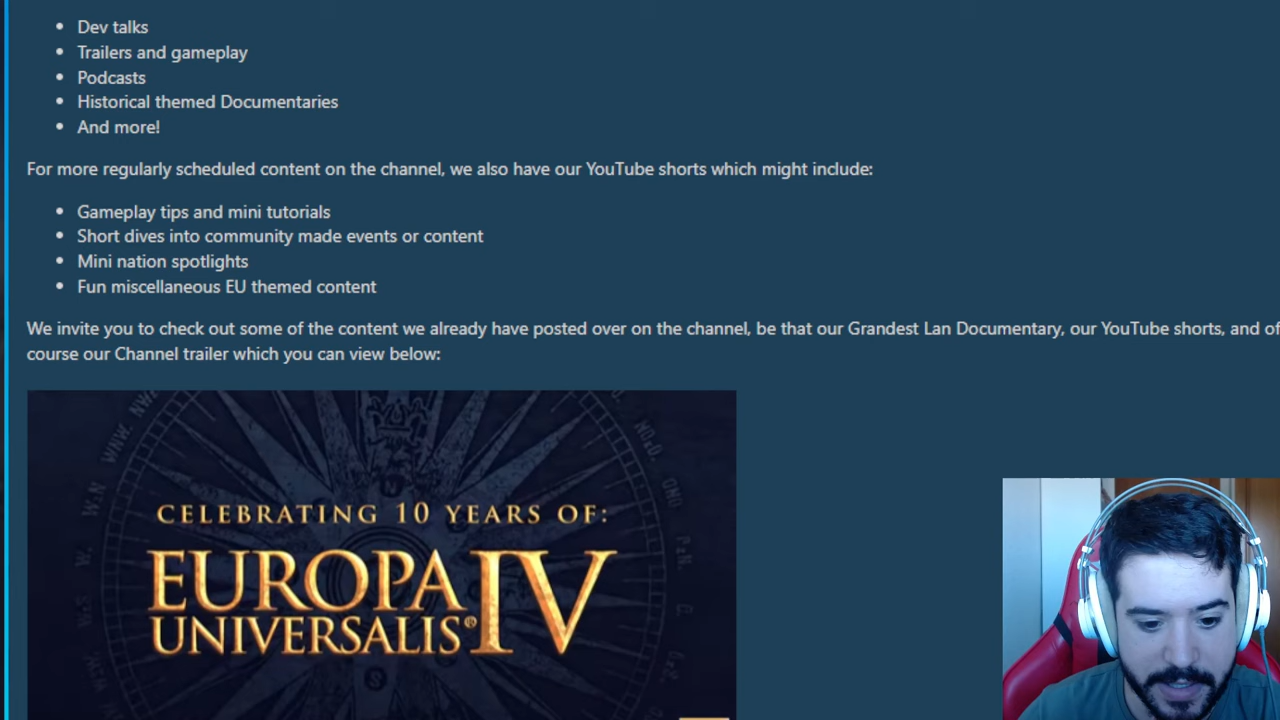 Dev talks
Trailers and gameplay
Podcasts
Historical themed Documentaries
And more!
For more regularly scheduled content on the channel, we also have our YouTube shorts which might include:
Gameplay tips and mini tutorials
Short dives into community made events or content
Mini nation spotlights
Fun miscellaneous EU themed content
We invite you to check out some of the content we already have posted over on the channel, be that our Grandest Lan Documentary, our YouTube shorts, and of
course our Channel trailer which you can view below:
CELEBRATING 10 YEARS OF:
EUROPA
UNIVERSALIS® IV